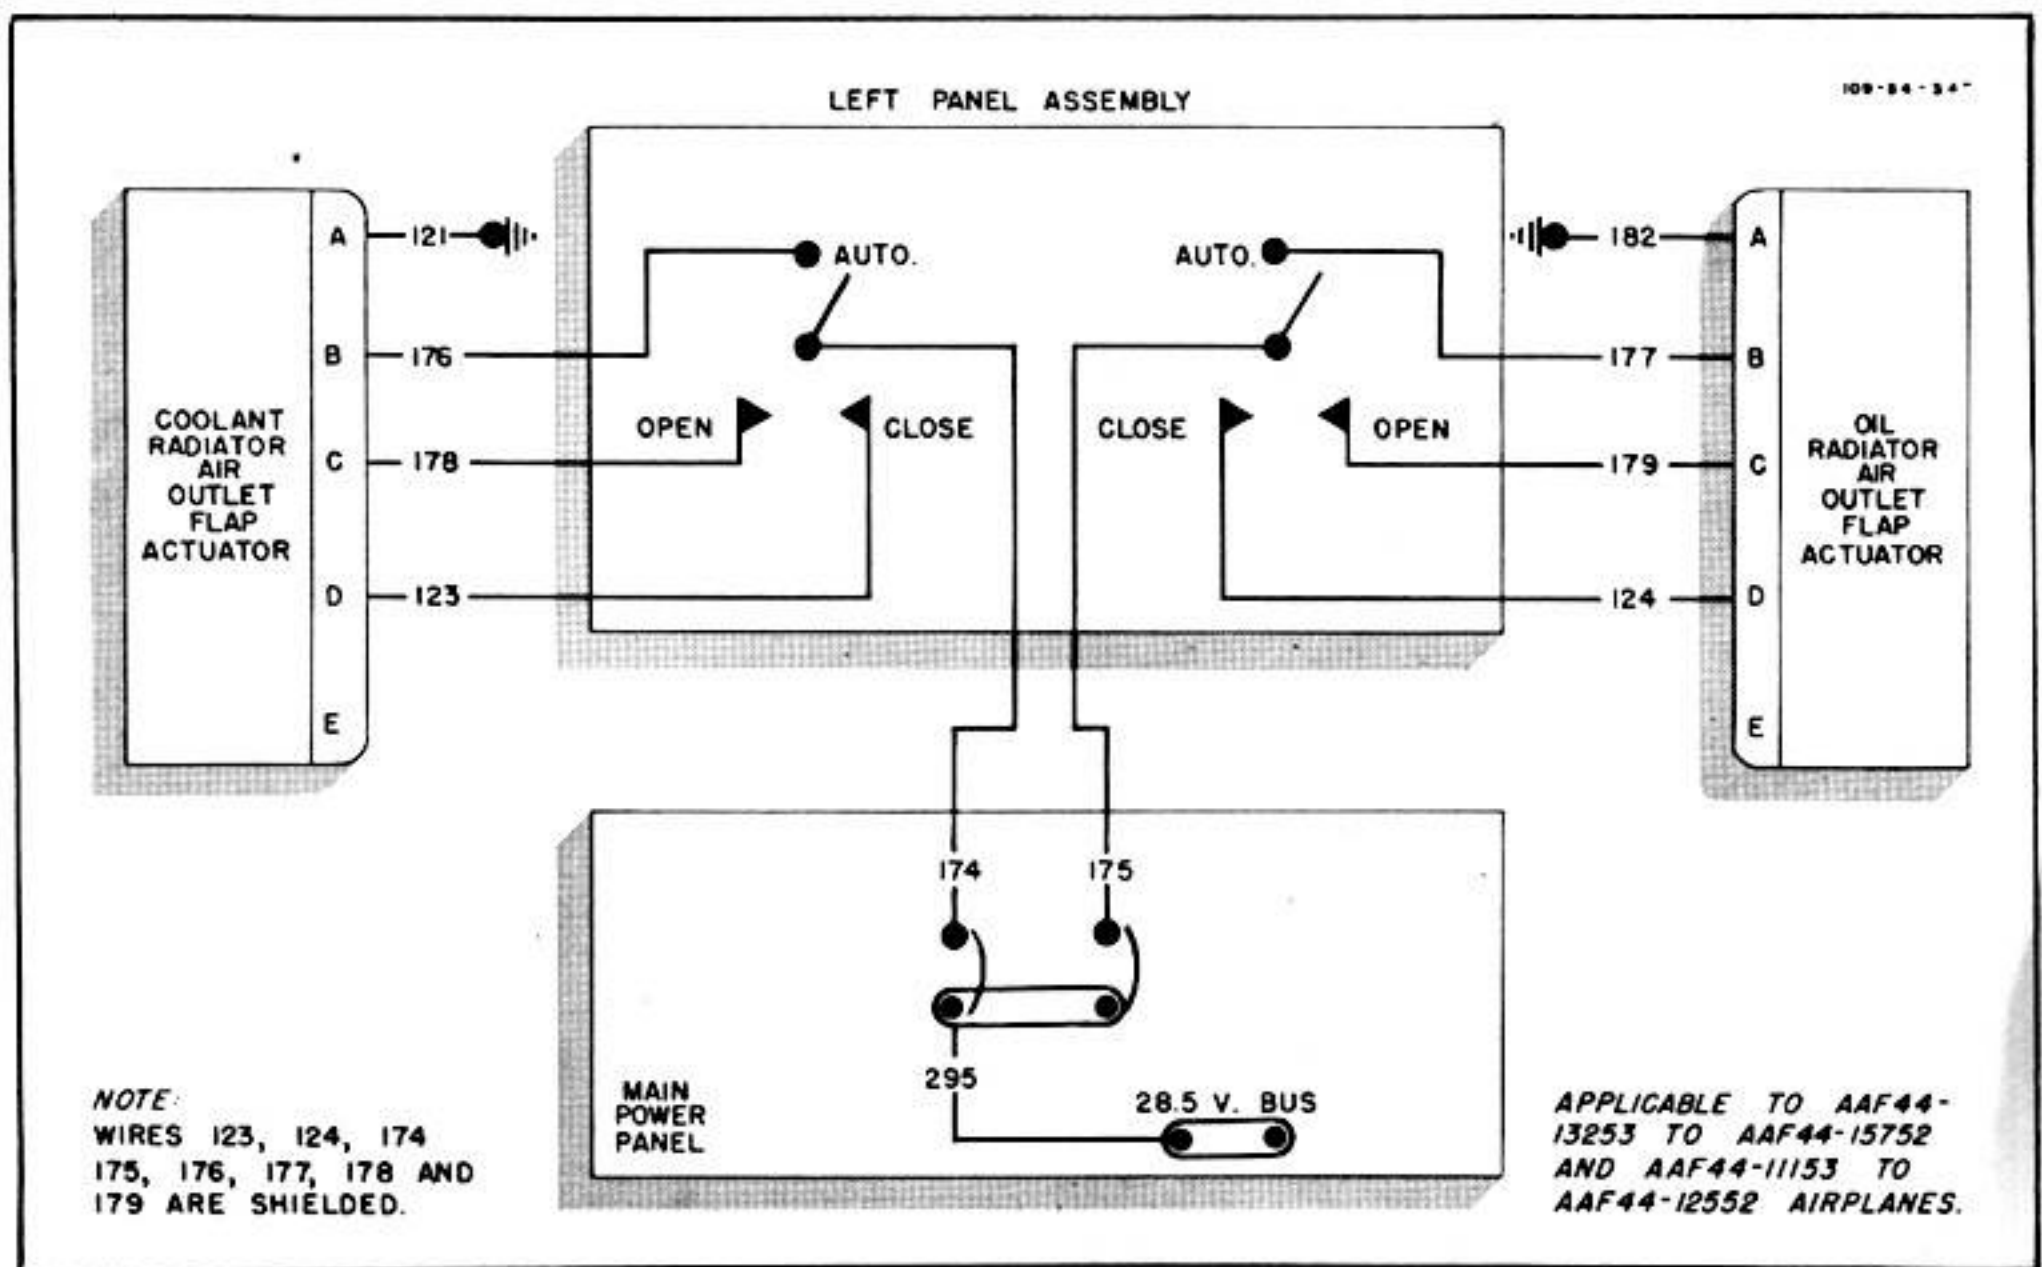 LEFT PANEL ASSEMBLY
A 121
182 A
AUTO.
AUTO.
B 176
177 B
OPEN
CLOSE
CLOSE
OPEN
C 178
179 C
COOLANT
RADIATOR
AIR
OUTLET
FLAP
ACTUATOR
OIL
RADIATOR
AIR
OUTLET
FLAP
ACTUATOR
D 123
124 D
E
E
174
175
295
28.5 V. BUS
MAIN
POWER
PANEL
NOTE:
WIRES 123, 124, 174
175, 176, 177, 178 AND
179 ARE SHIELDED.
APPLICABLE TO AAF44-
13253 TO AAF44-15752
AND AAF44-11153 TO
AAF44-12552 AIRPLANES.